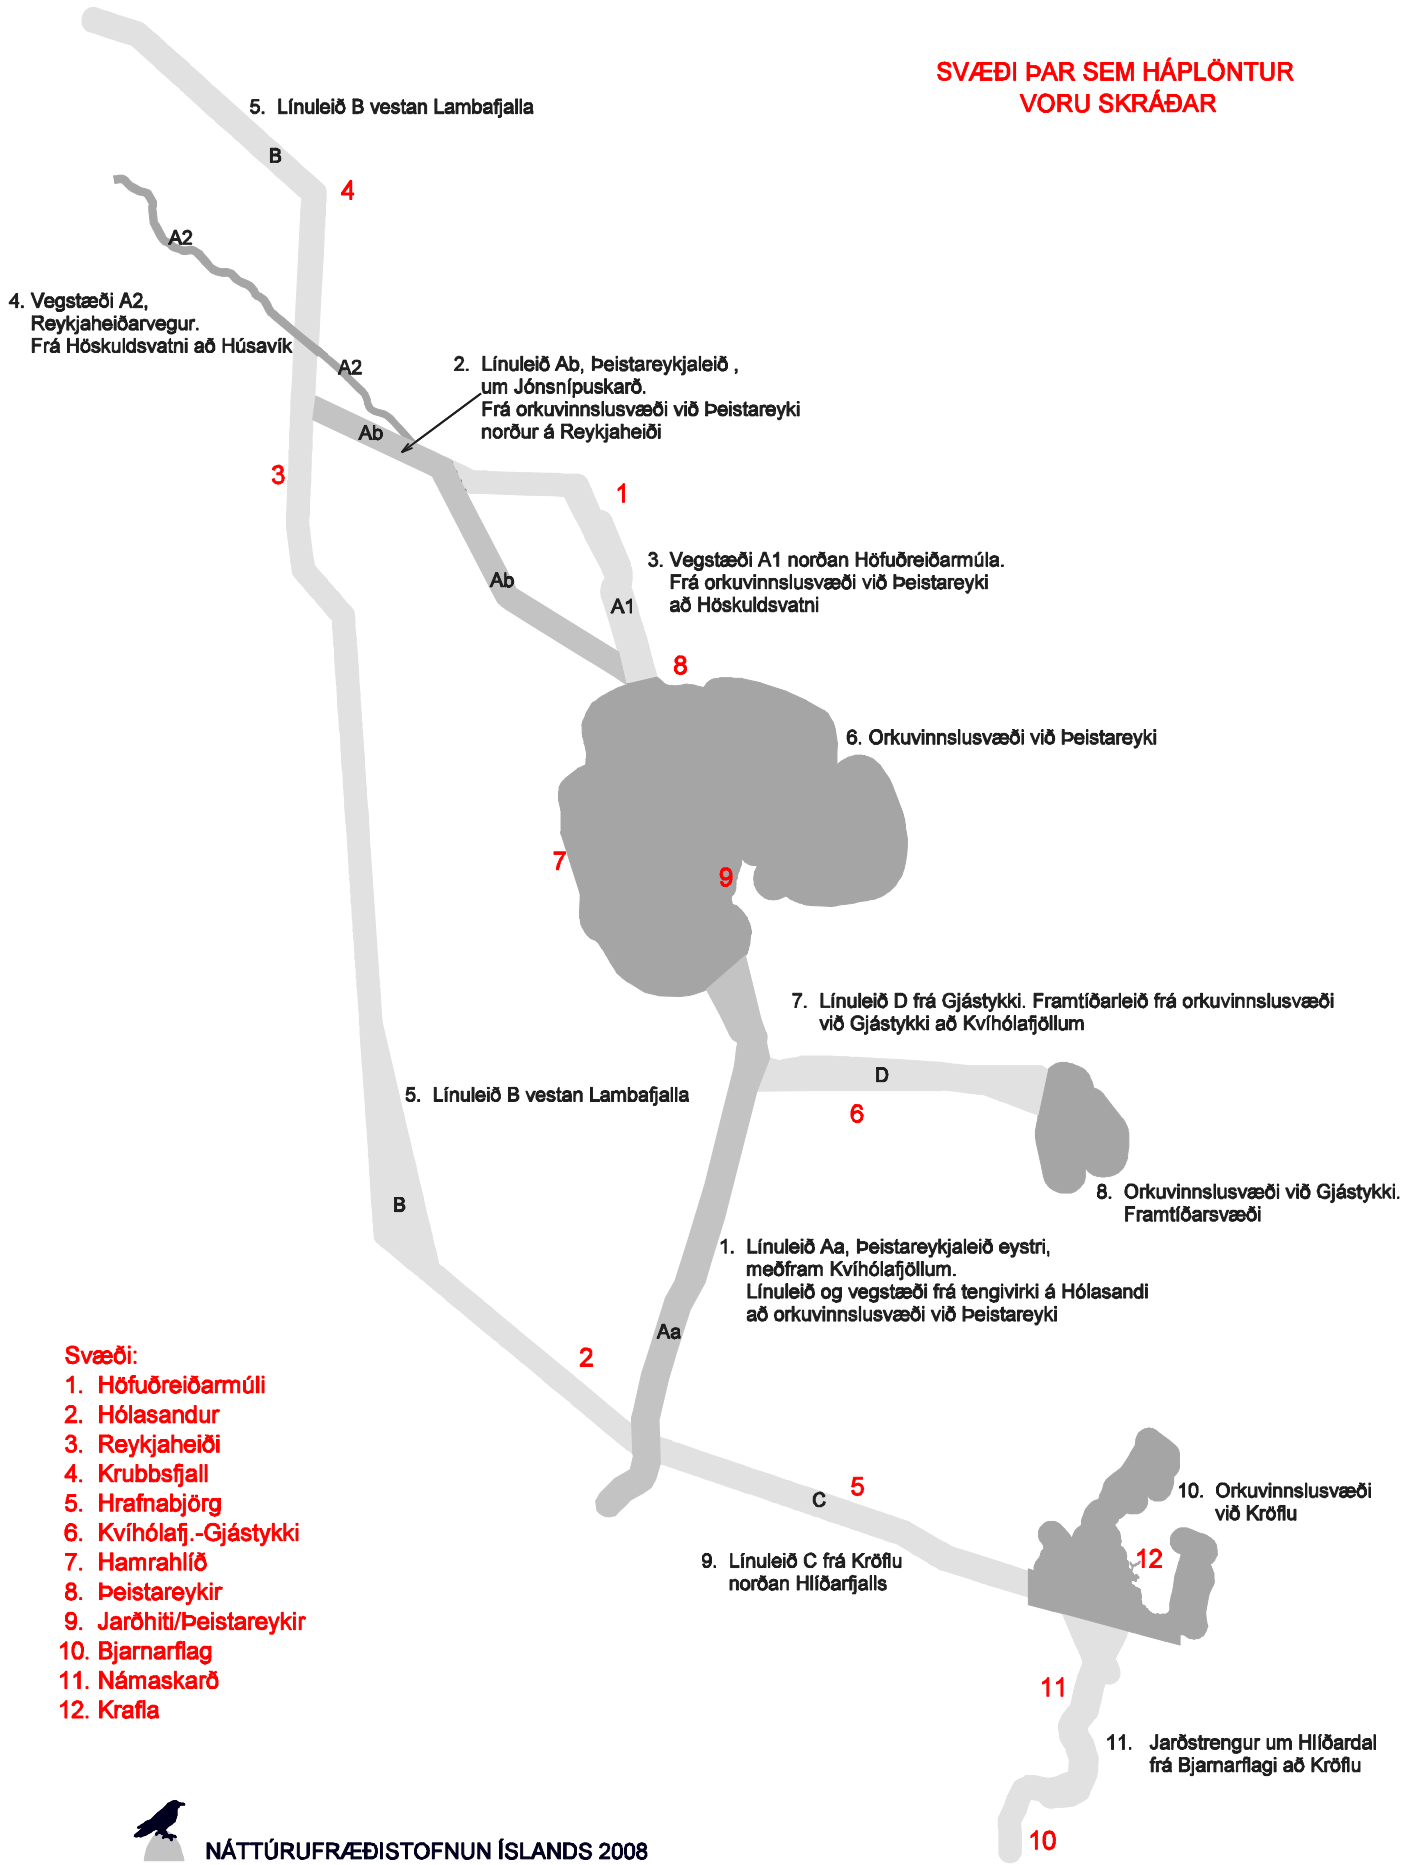 SVÆÐI ÞAR SEM HÁPLÖNTUR
VORU SKRÁÐAR
5. Línuleið B vestan Lambafjalla
B
4
A2
4. Vegstæði A2,
Reykjaheiðarvegur.
Frá Höskuldsvatni að Húsavík
A2
2. Línuleið Ab, Þeistareykjaleið ,
um Jónsnípuskarð.
Frá orkuvinnslusvæði við Þeistareyki
norður á Reykjaheiði
Ab
3
1
3. Vegstæði A1 norðan Höfuðreiðarmúla.
Frá orkuvinnslusvæði við Þeistareyki
að Höskuldsvatni
Ab
A1
8
6. Orkuvinnslusvæði við Þeistareyki
7
9
7. Línuleið D frá Gjástykki. Framtíðarleið frá orkuvinnslusvæði
við Gjástykki að Kvíhólafjöllum
D
5. Línuleið B vestan Lambafjalla
6
B
8. Orkuvinnslusvæði við Gjástykki.
Framtíðarsvæði
1. Línuleið Aa, Þeistareykjaleið eystri,
meðfram Kvíhólafjöllum.
Línuleið og vegstæði frá tengivirki á Hólasandi
að orkuvinnslusvæði við Þeistareyki
Aa
2
Svæði:
1. Höfuðreiðarmúli
2. Hólasandur
3. Reykjaheiði
4. Krubbsfjall
5. Hrafnabjörg
6. Kvíhólafj.-Gjástykki
7. Hamrahlíð
8. Þeistareykir
9. Jarðhiti/Þeistareykir
10. Bjarnarflag
11. Námaskarð
12. Krafla
5
C
10. Orkuvinnslusvæði
við Kröflu
12
9. Línuleið C frá Kröflu
norðan Hlíðarfjalls
11
11. Jarðstrengur um Hlíðardal
frá Bjarnarflagi að Kröflu
10
NÁTTÚRUFRÆÐISTOFNUN ÍSLANDS 2008